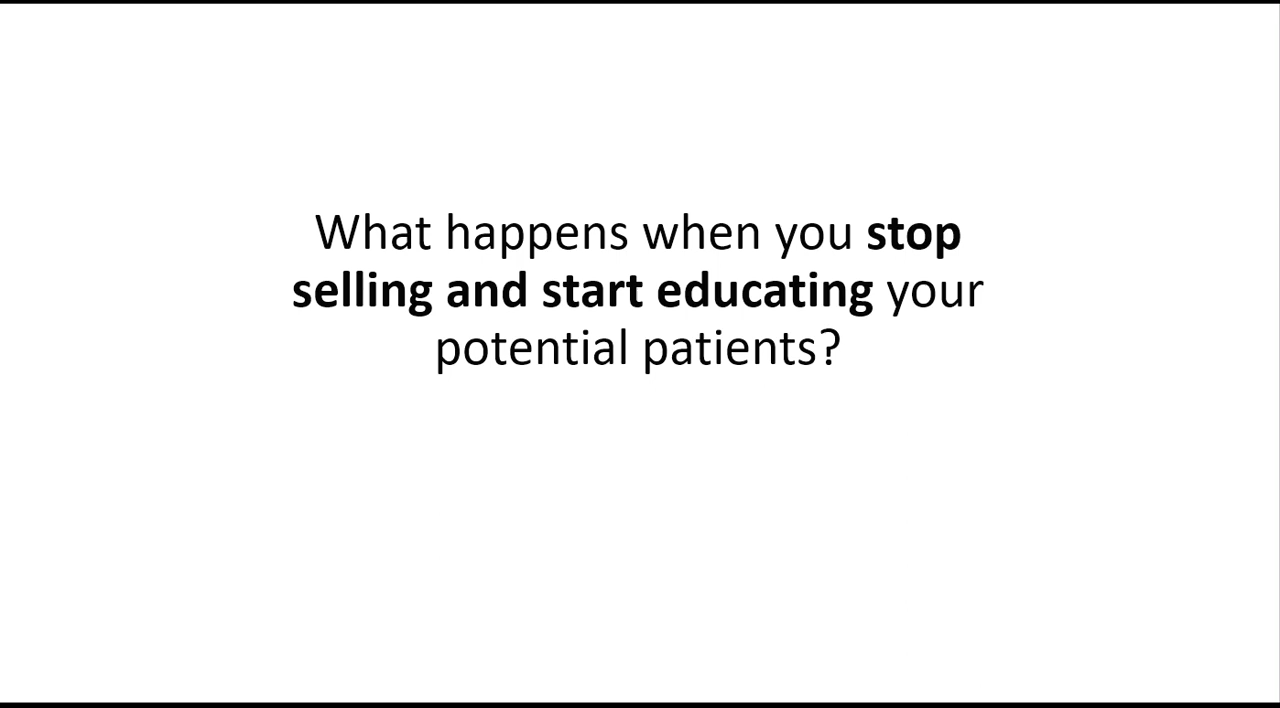 What happens when you stop
selling and start educating your
potential patients?